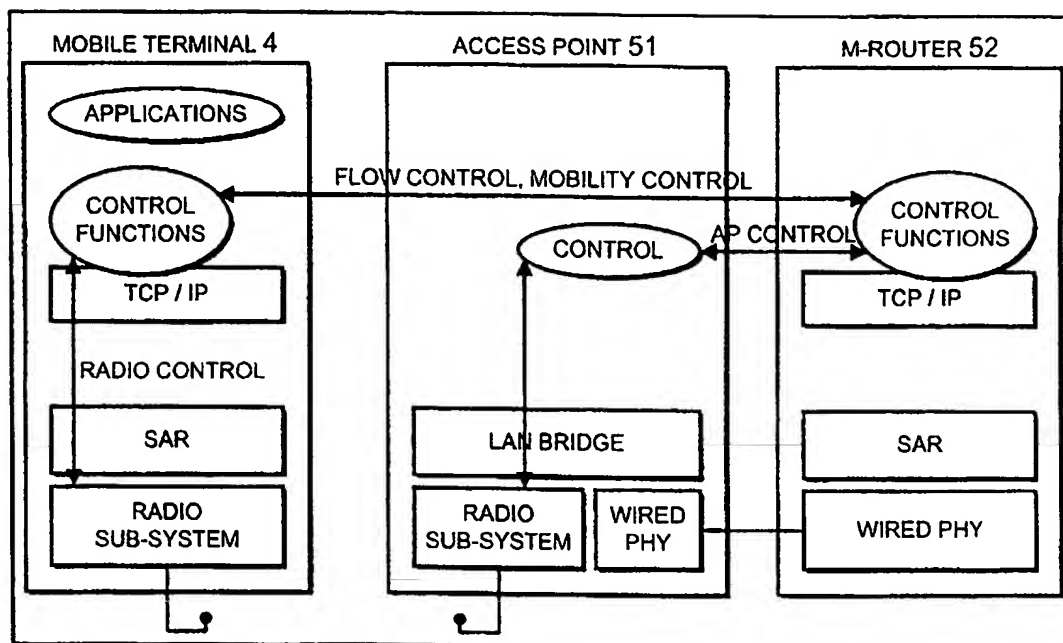 MOBILE TERMINAL 4
APPLICATIONS
CONTROL
FUNCTIONS
TCP / IP
RADIO CONTROL
SAR
RADIO
SUB-SYSTEM
FLOW CONTROL, MOBILITY CONTROL
ACCESS POINT 51
CONTROL
AP CONTROL
LAN BRIDGE
RADIO
SUB-SYSTEM
WIRED
PHY
M-ROUTER 52
CONTROL
FUNCTIONS
TCP / IP
SAR
WIRED PHY